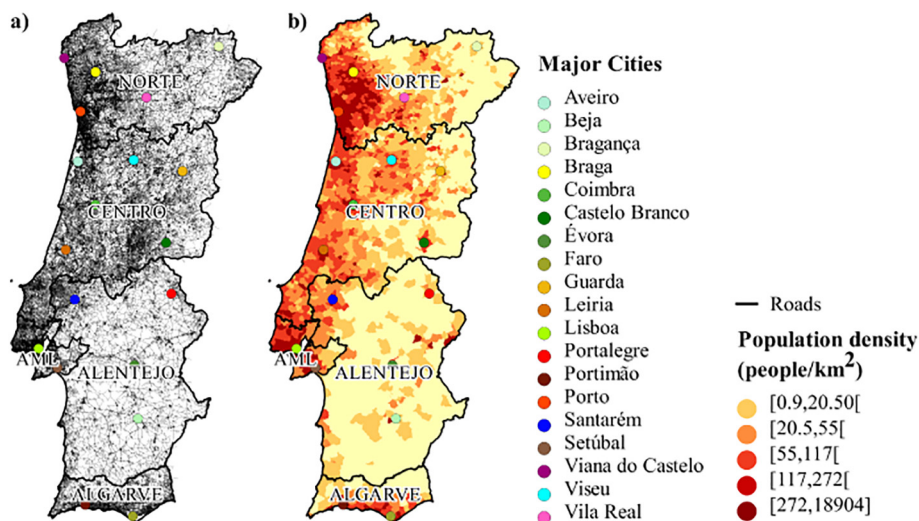 a)
NORTE
CENTRO
AML
ALENTEJO
ALGARVE
b)
NORTE
CENTRO
AML
ALENTEJO
ALGARVE
Major Cities
Aveiro
Beja
Bragança
Braga
Coimbra
Castelo Branco
Évora
Faro
Guarda
Leiria
Lisboa
Portalegre
Portimão
Porto
Santarém
Setúbal
Viana do Castelo
Viseu
Vila Real
Roads
Population density
(people/km²)
[0.9,20.50[
[20.5,55[
[55,117[
[117,272[
[272,18904]